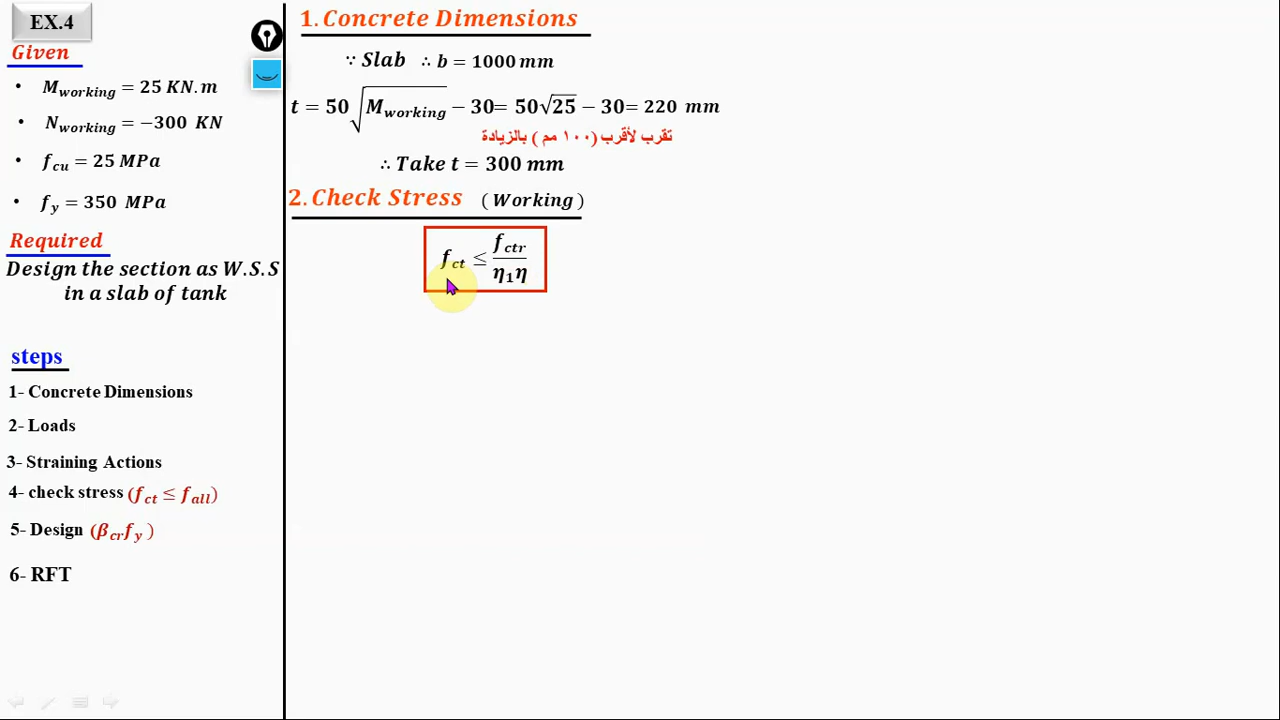 EX.4
Given
• M_working = 25 KN.m
• N_working = −300 KN
• f_cu = 25 MPa
• f_y = 350 MPa
Required
Design the section as W.S.S
in a slab of tank
steps
1- Concrete Dimensions
2- Loads
3- Straining Actions
4- check stress (f_ct ≤ f_all)
5- Design (β_cr f_y )
6- RFT
1. Concrete Dimensions
∵ Slab ∴ b = 1000 mm
t = 50 √M_working − 30= 50√25 − 30= 220 mm
تقرب لأقرب (١٠٠ مم ) بالزيادة
∴ Take t = 300 mm
2. Check Stress ( Working )
f_ct ≤ f_ctr / η_1 η